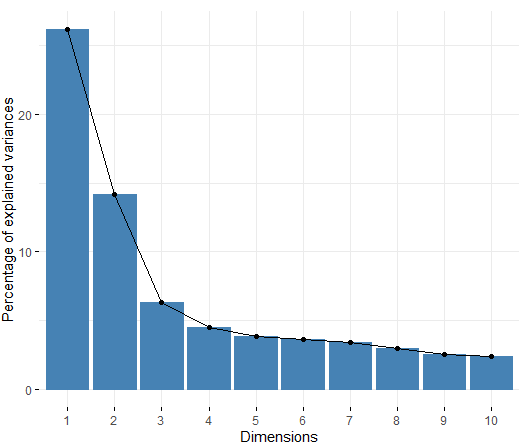 Percentage of explained variances
20
10
0
1 2 3 4 5 6 7 8 9 10
Dimensions